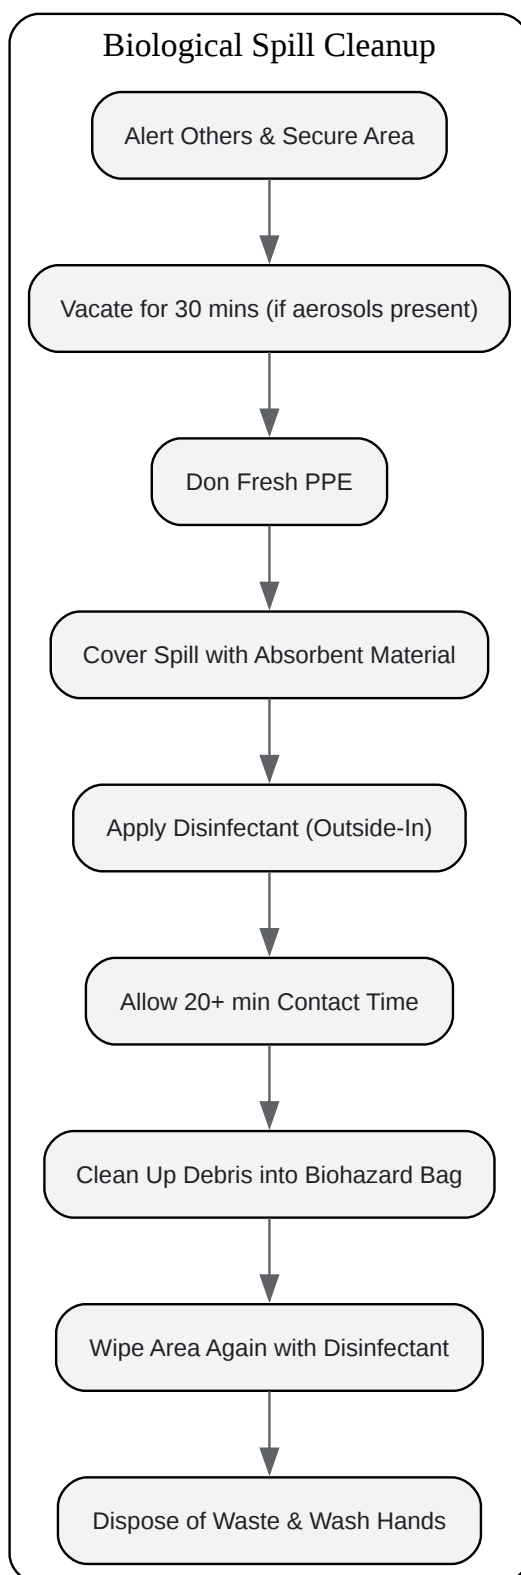 Biological Spill Cleanup
Alert Others & Secure Area
Vacate for 30 mins (if aerosols present)
Don Fresh PPE
Cover Spill with Absorbent Material
Apply Disinfectant (Outside-In)
Allow 20+ min Contact Time
Clean Up Debris into Biohazard Bag
Wipe Area Again with Disinfectant
Dispose of Waste & Wash Hands